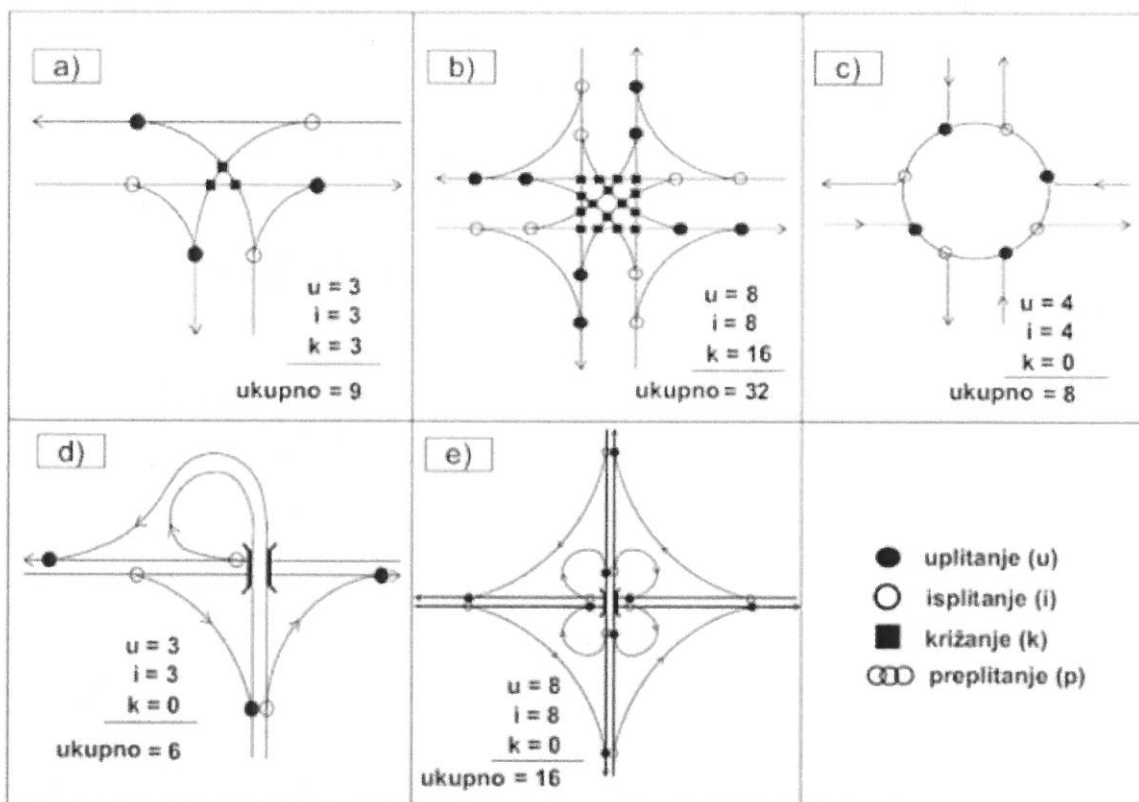 a)
u = 3
i = 3
k = 3
ukupno = 9
b)
u = 8
i = 8
k = 16
ukupno = 32
c)
u = 4
i = 4
k = 0
ukupno = 8
d)
u = 3
i = 3
k = 0
ukupno = 6
e)
u = 8
i = 8
k = 0
ukupno = 16
uplitanje (u)
isplitanje (i)
križanje (k)
preplitanje (p)